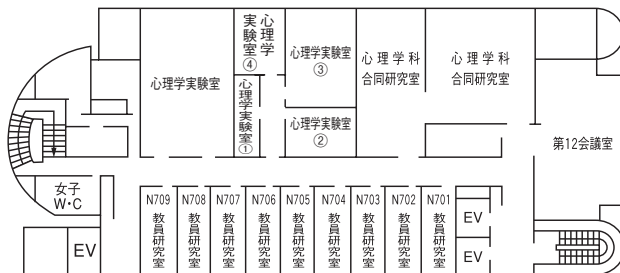 心理学実験室
心理学
実験室
④
心理学実験室
①
心理学実験室
③
心理学実験室
②
心理学科
合同研究室
心理学科
合同研究室
第12会議室
女子
W・C
EV
N709
教員研究室
N708
教員研究室
N707
教員研究室
N706
教員研究室
N705
教員研究室
N704
教員研究室
N703
教員研究室
N702
教員研究室
N701
教員研究室
EV
EV